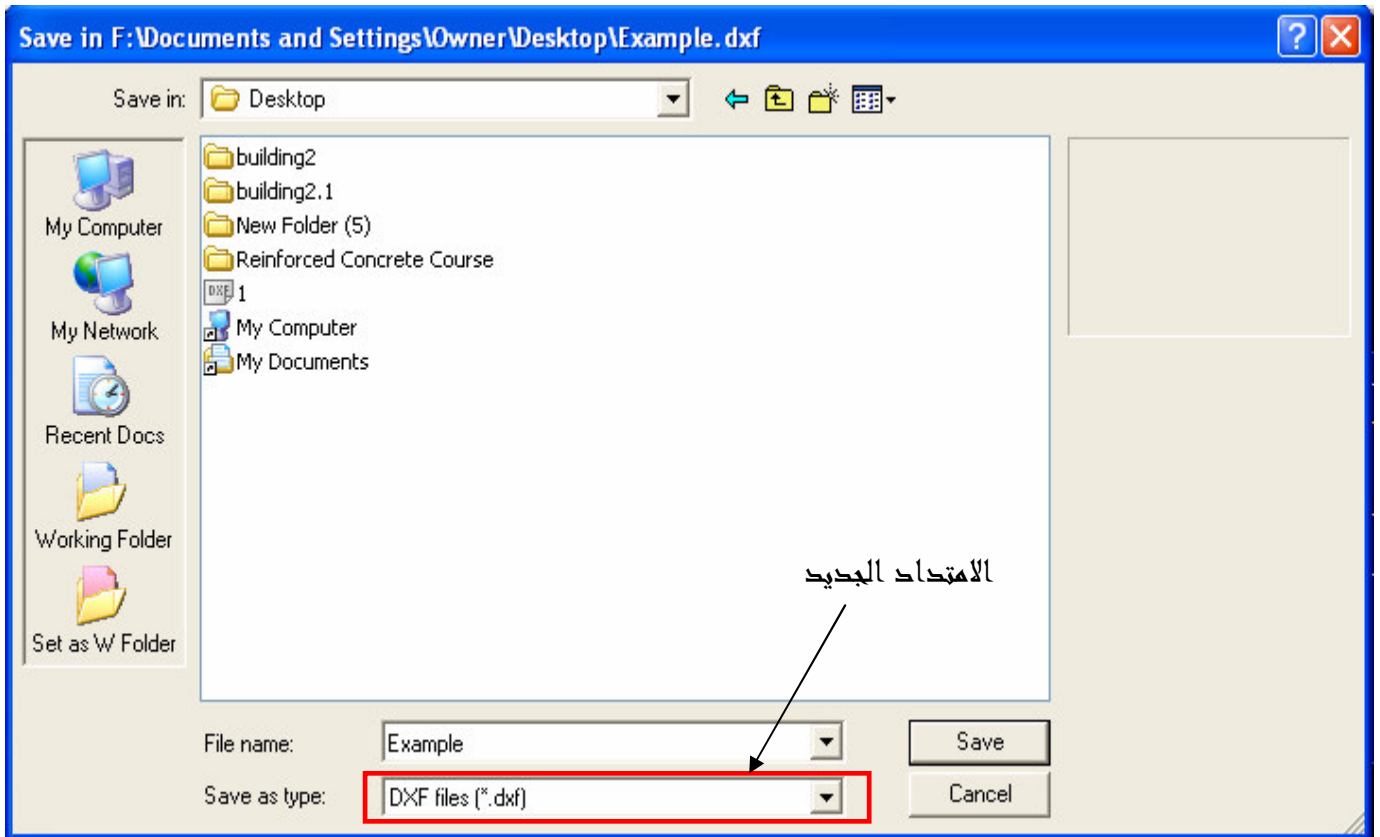 Save in F:\Documents and Settings\Owner\Desktop\Example.dxf
Save in:
Desktop
My Computer
My Network
Recent Docs
Working Folder
Set as W Folder
building2
building2.1
New Folder (5)
Reinforced Concrete Course
DXF 1
My Computer
My Documents
الامتداد الجديد
File name:
Example
Save
Save as type:
DXF files (*.dxf)
Cancel